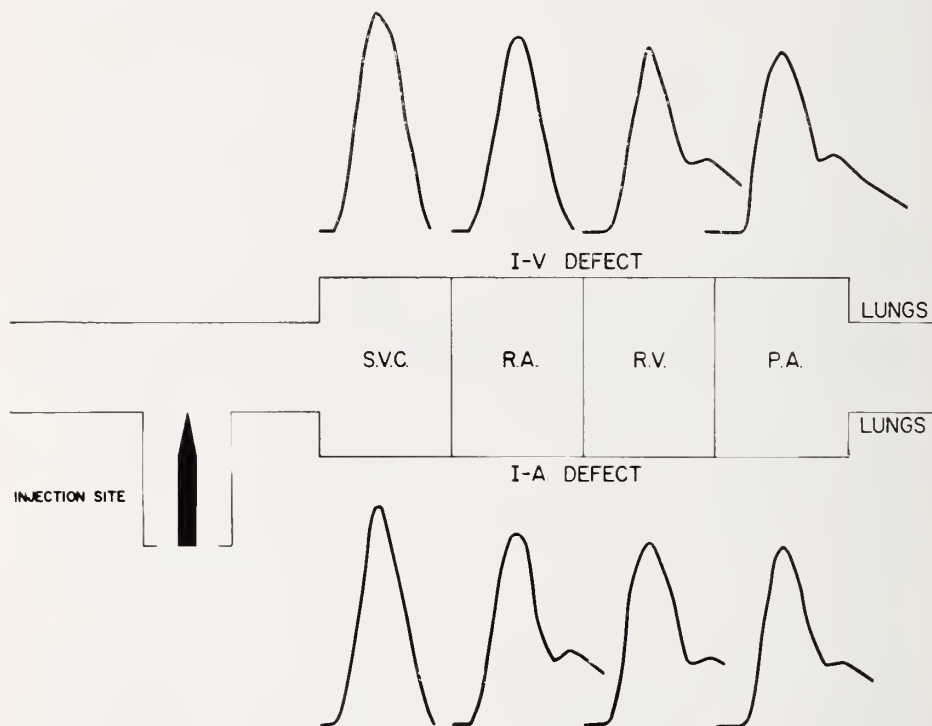 I-V DEFECT
LUNGS
S.V.C.
R.A.
R.V.
P.A.
LUNGS
I-A DEFECT
INJECTION SITE